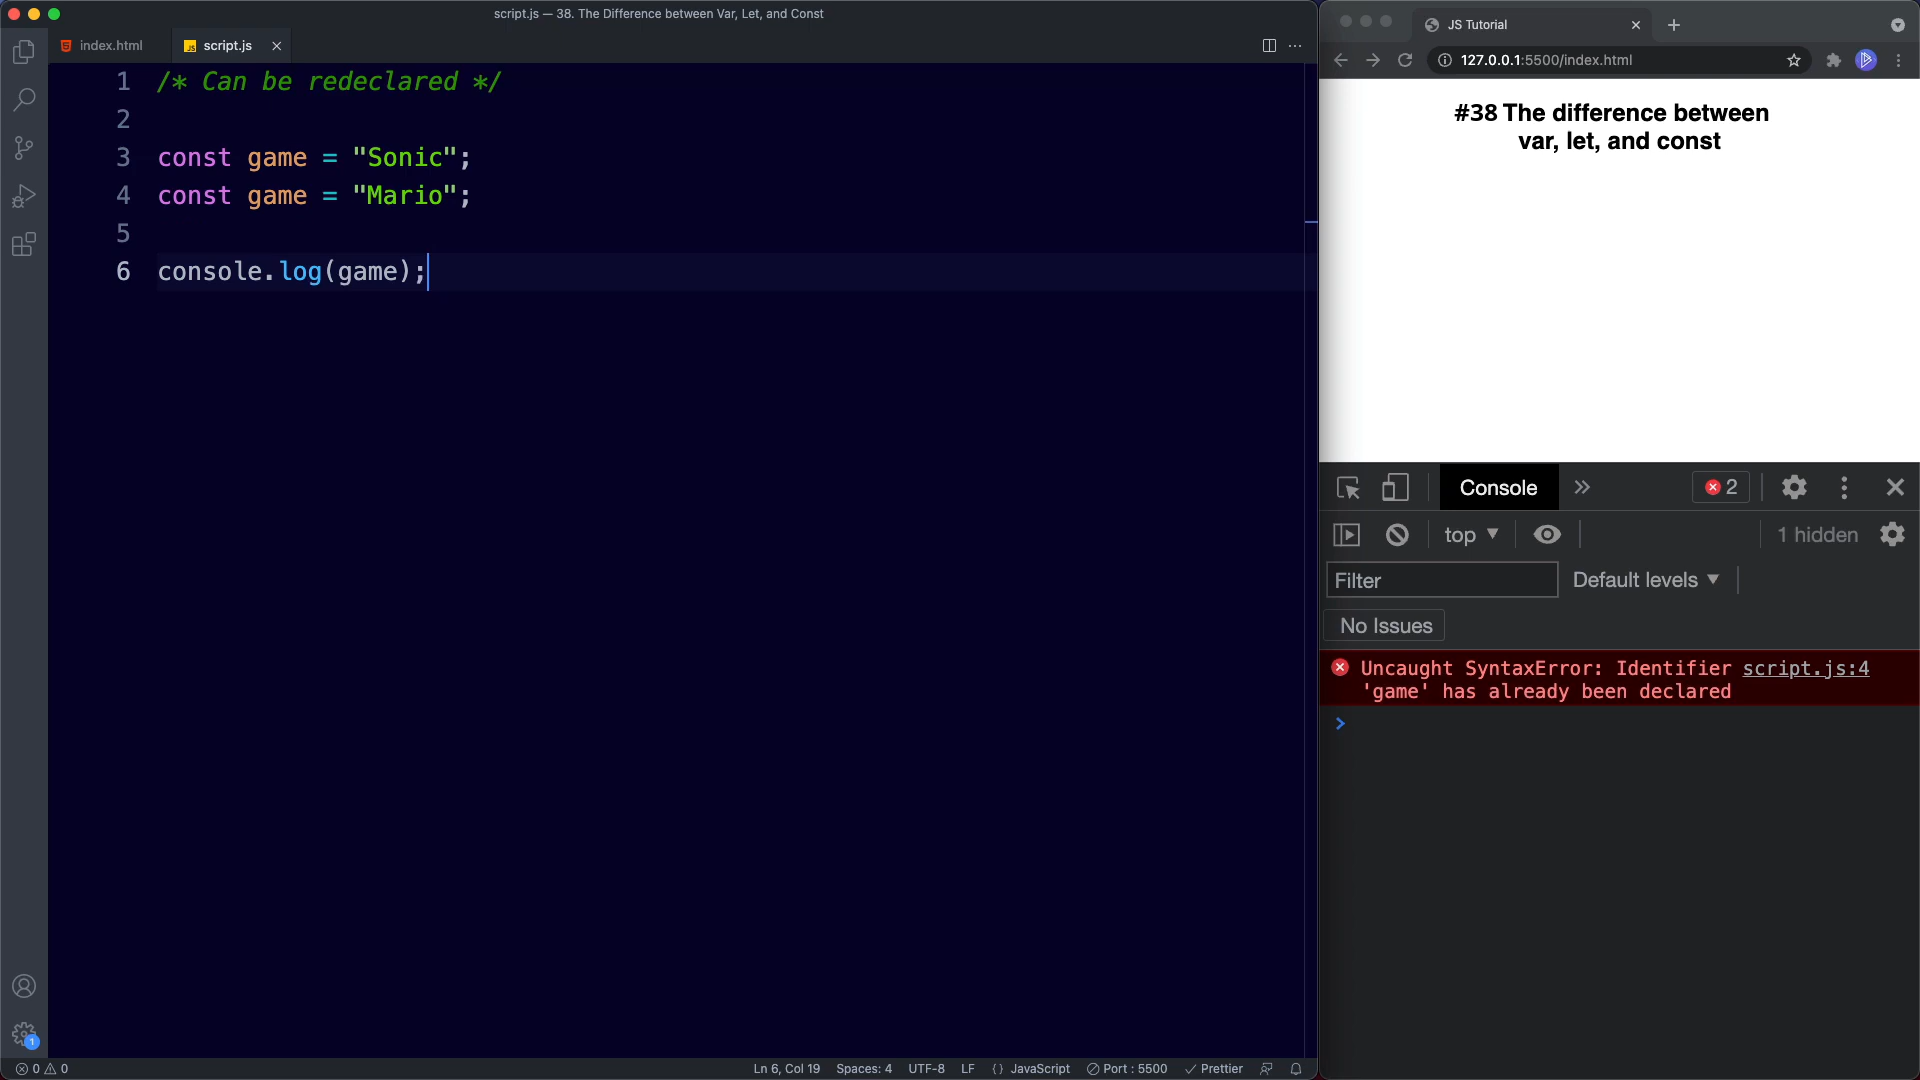 script.js — 38. The Difference between Var, Let, and Const
index.html
script.js
1 /* Can be redeclared */
2
3 const game = "Sonic";
4 const game = "Mario";
5
6 console.log(game);
1
0 0
Ln 6, Col 19 Spaces: 4 UTF-8 LF {} JavaScript Port : 5500 Prettier
JS Tutorial
127.0.0.1:5500/index.html
#38 The difference between
var, let, and const
Console
2
top
1 hidden
Filter
Default levels
No Issues
Uncaught SyntaxError: Identifier script.js:4
'game' has already been declared